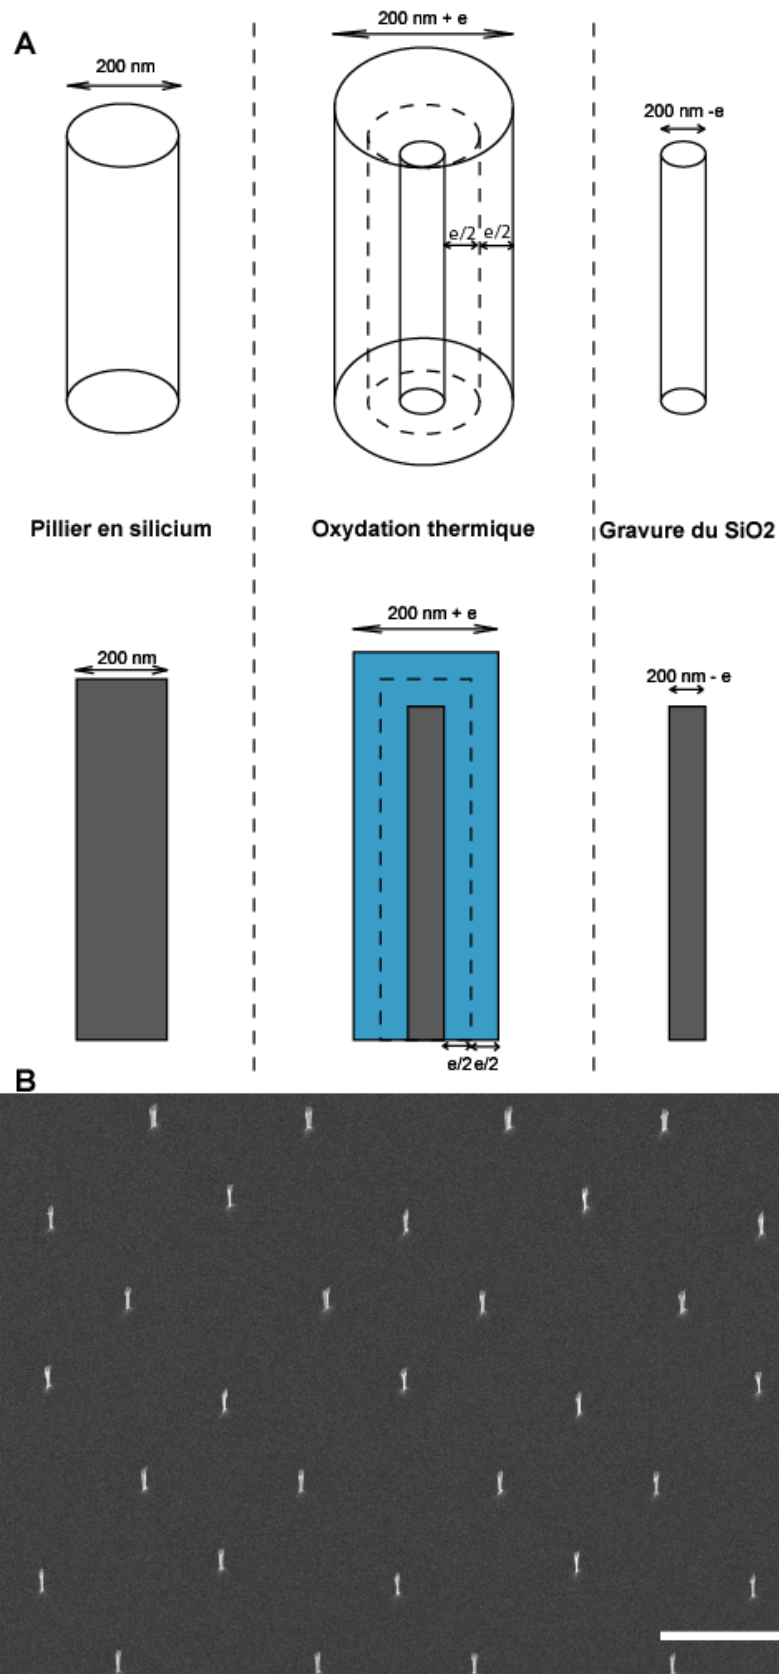 A
200 nm
200 nm + e
200 nm -e
e/2
e/2
Pillier en silicium
Oxydation thermique
Gravure du SiO2
200 nm
200 nm + e
200 nm - e
e/2
e/2
B